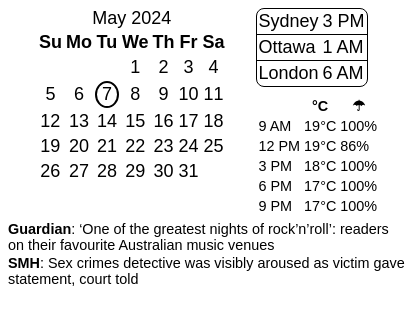 May 2024
Su Mo Tu We Th Fr Sa
1 2 3 4
5 6 7 8 9 10 11
12 13 14 15 16 17 18
19 20 21 22 23 24 25
26 27 28 29 30 31
Sydney 3 PM
Ottawa 1 AM
London 6 AM
°C ☂
9 AM 19°C 100%
12 PM 19°C 86%
3 PM 18°C 100%
6 PM 17°C 100%
9 PM 17°C 100%
Guardian: ‘One of the greatest nights of rock’n’roll’: readers
on their favourite Australian music venues
SMH: Sex crimes detective was visibly aroused as victim gave
statement, court told